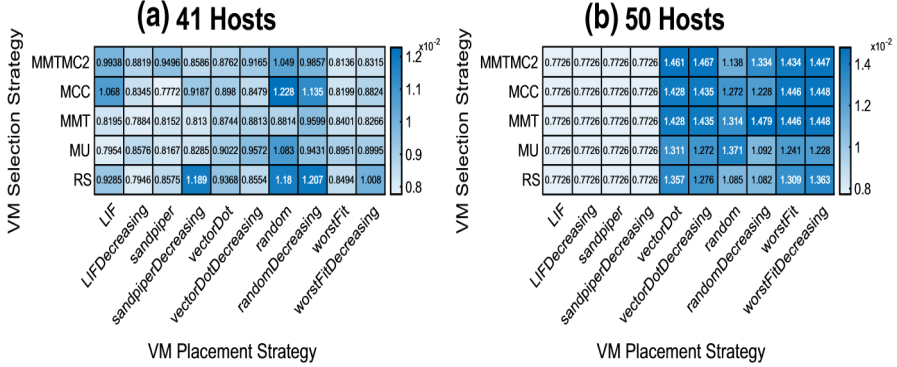 (a) 41 Hosts
VM Selection Strategy
MMTMC2 0.9938 0.8819 0.9496 0.8586 0.8762 0.9165 1.049 0.9857 0.8136 0.8315
MCC 1.068 0.8345 0.7772 0.9187 0.898 0.8479 1.228 1.135 0.8199 0.8824
MMT 0.8195 0.7884 0.8152 0.813 0.8744 0.8813 0.8814 0.9599 0.8401 0.8266
MU 0.7954 0.8576 0.8167 0.8285 0.9022 0.9572 1.083 0.9431 0.8951 0.8995
RS 0.9285 0.7946 0.8575 1.189 0.9368 0.8554 1.18 1.207 0.8494 1.008
LIF
LIFDecreasing
sandpiper
sandpiperDecreasing
vectorDot
vectorDotDecreasing
random
randomDecreasing
worstFit
worstFitDecreasing
VM Placement Strategy
×10⁻²
1.2
1
0.8
(b) 50 Hosts
VM Selection Strategy
MMTMC2 0.7726 0.7726 0.7726 0.7726 1.461 1.467 1.138 1.334 1.434 1.447
MCC 0.7726 0.7726 0.7726 0.7726 1.428 1.435 1.272 1.228 1.446 1.448
MMT 0.7726 0.7726 0.7726 0.7726 1.428 1.435 1.314 1.479 1.446 1.448
MU 0.7726 0.7726 0.7726 0.7726 1.311 1.272 1.371 1.092 1.241 1.228
RS 0.7726 0.7726 0.7726 0.7726 1.357 1.276 1.085 1.082 1.309 1.363
LIF
LIFDecreasing
sandpiper
sandpiperDecreasing
vectorDot
vectorDotDecreasing
random
randomDecreasing
worstFit
worstFitDecreasing
VM Placement Strategy
×10⁻²
1.4
1.2
1
0.8